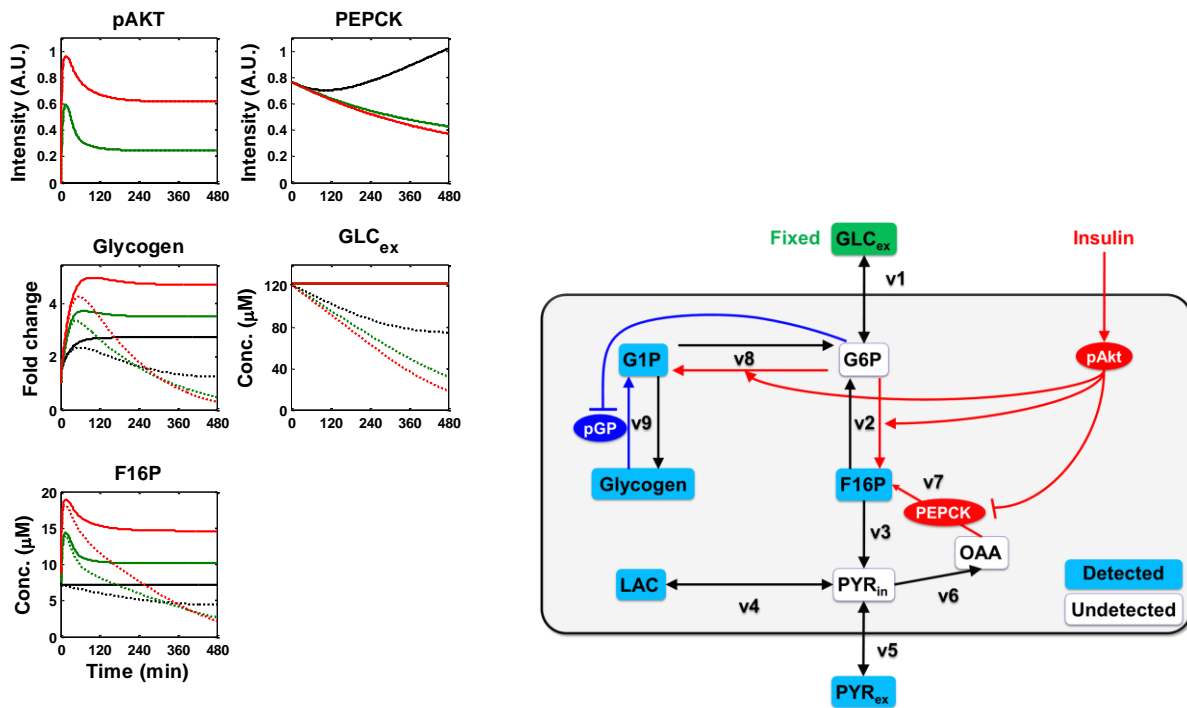 pAKT
PEPCK
Intensity (A.U.)
1
0.8
0.6
0.4
0.2
0
0 120 240 360 480
Intensity (A.U.)
1
0.8
0.6
0.4
0.2
0
0 120 240 360 480
Glycogen
GLCex
Fold change
4
2
0
0 120 240 360 480
Conc. (μM)
120
80
40
0
0 120 240 360 480
F16P
Conc. (μM)
20
15
10
5
0
0 120 240 360 480
Time (min)
Fixed
GLCex
Insulin
v1
G1P
G6P
pAkt
v8
v2
pGP
v9
Glycogen
F16P
v7
PEPCK
v3
OAA
LAC
PYRin
v4
v6
Detected
Undetected
v5
PYRex